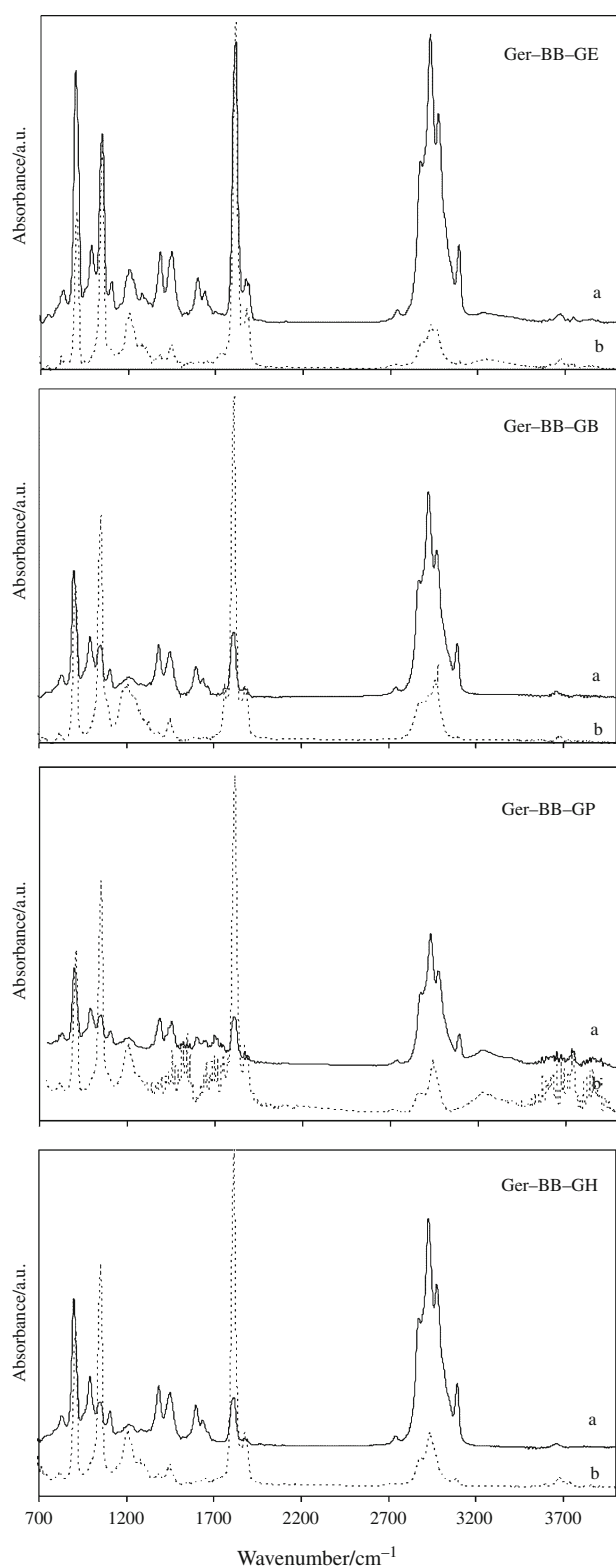 Ger–BB–GE
Absorbance/a.u.
a
b
Ger–BB–GB
Absorbance/a.u.
a
b
Ger–BB–GP
Absorbance/a.u.
a
b
Ger–BB–GH
Absorbance/a.u.
a
b
700 1200 1700 2200 2700 3200 3700
Wavenumber/cm⁻¹